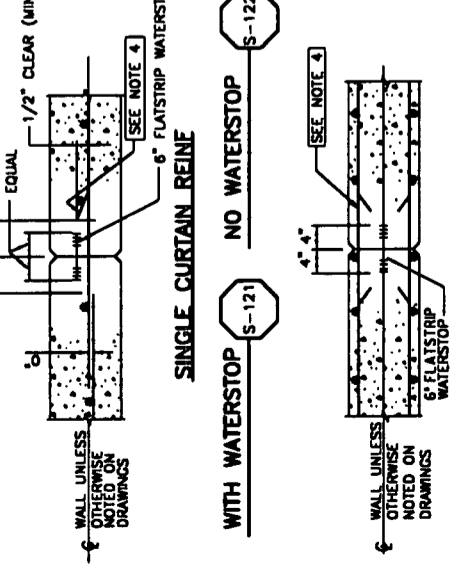 EQUAL
1/2" CLEAR (MIN
SEE NOTE 4
6" FLATSTRIP WATERST
WALL UNLESS
OTHERWISE
NOTED ON
DRAWINGS
SINGLE CURTAIN REINF
WITH WATERSTOP
S-121
NO WATERSTOP
S-122
SEE NOTE 4
4" 4"
6" FLATSTRIP
WATERSTOP
WALL UNLESS
OTHERWISE
NOTED ON
DRAWINGS